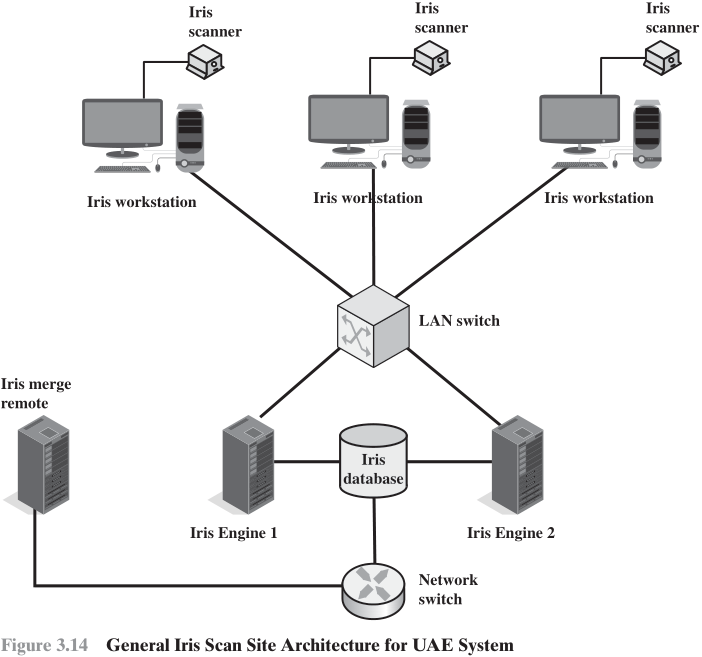 Iris
scanner
Iris
scanner
Iris
scanner
Iris workstation
Iris workstation
Iris workstation
LAN switch
Iris merge
remote
Iris
database
Iris Engine 1
Iris Engine 2
Network
switch
Figure 3.14 General Iris Scan Site Architecture for UAE System